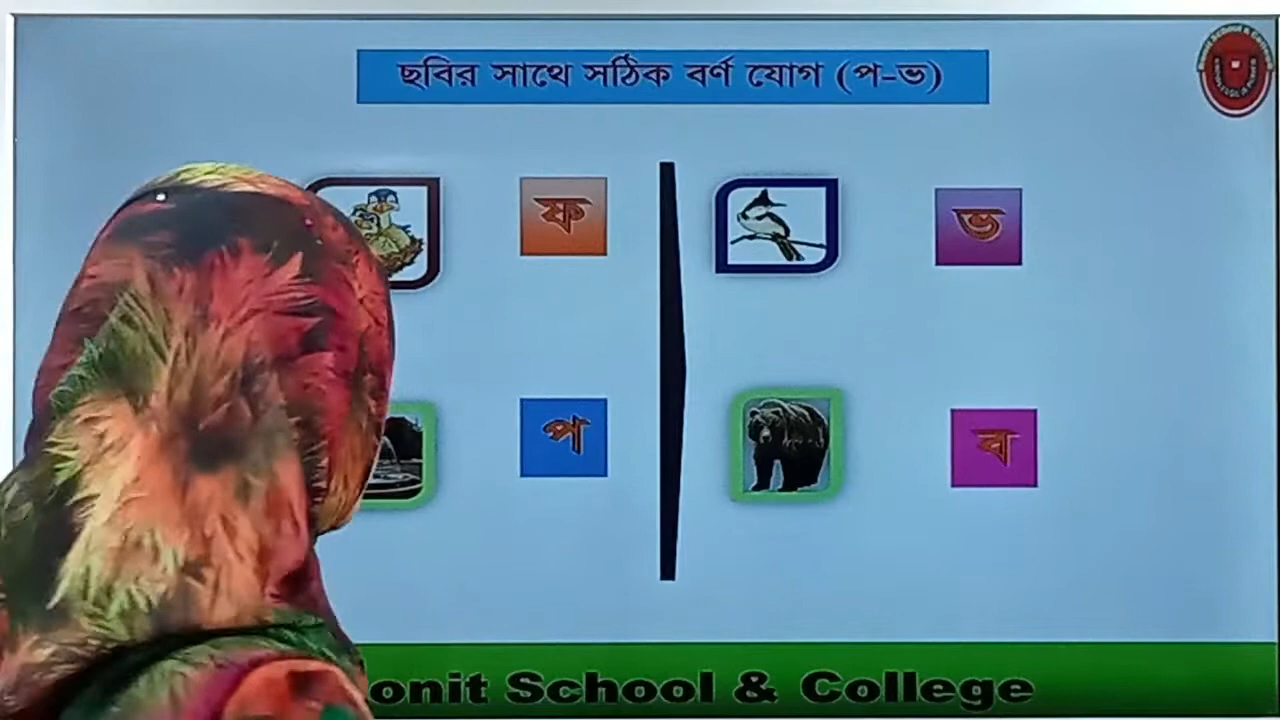 ছবির সাথে সঠিক বর্ণ যোগ (প-ভ)
ফ
ভ
প
ব
onit School & College